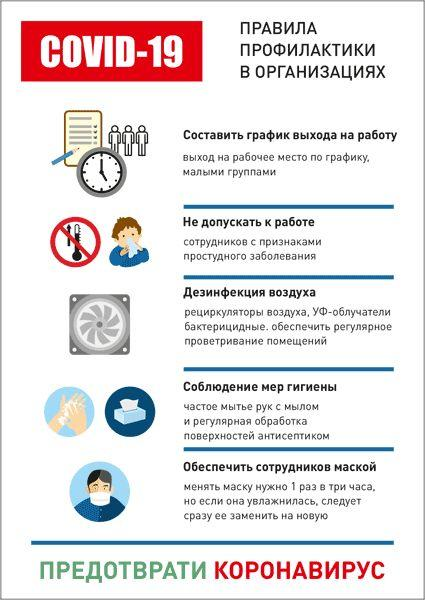 COVID-19
ПРАВИЛА
ПРОФИЛАКТИКИ
В ОРГАНИЗАЦИЯХ
Составить график выхода на работу
выход на рабочее место по графику,
малыми группами
Не допускать к работе
сотрудников с признаками
простудного заболевания
Дезинфекция воздуха
рециркуляторы воздуха, УФ-облучатели
бактерицидные. обеспечить регулярное
проветривание помещений
Соблюдение мер гигиены
частое мытье рук с мылом
и регулярная обработка
поверхностей антисептиком
Обеспечить сотрудников маской
менять маску нужно 1 раз в три часа,
но если она увлажнилась, следует
сразу ее заменить на новую
ПРЕДОТВРАТИ КОРОНАВИРУС